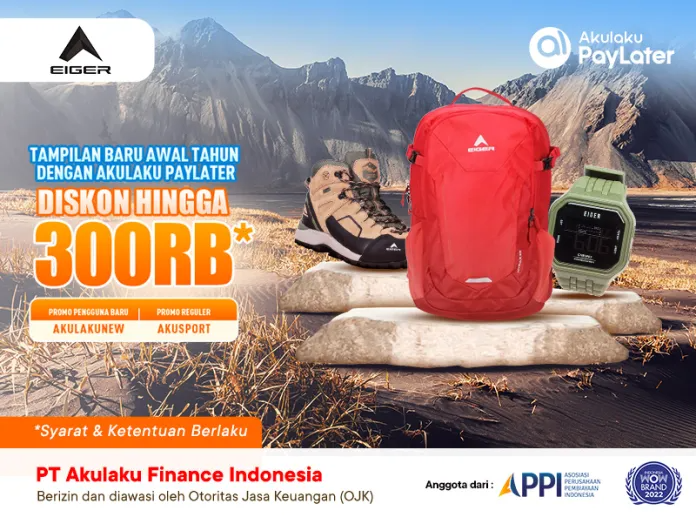 EIGER
Akulaku
PayLater
TAMPILAN BARU AWAL TAHUN
DENGAN AKULAKU PAYLATER
DISKON HINGGA
300RB*
PROMO PENGGUNA BARU
AKULAKUNEW
PROMO REGULER
AKUSPORT
EIGER
*Syarat & Ketentuan Berlaku
PT Akulaku Finance Indonesia
Berizin dan diawasi oleh Otoritas Jasa Keuangan (OJK)
Anggota dari :
APPI
ASOSIASI
PERUSAHAAN
PEMBIAYAAN
INDONESIA
INDONESIA
WOW
BRAND
2022